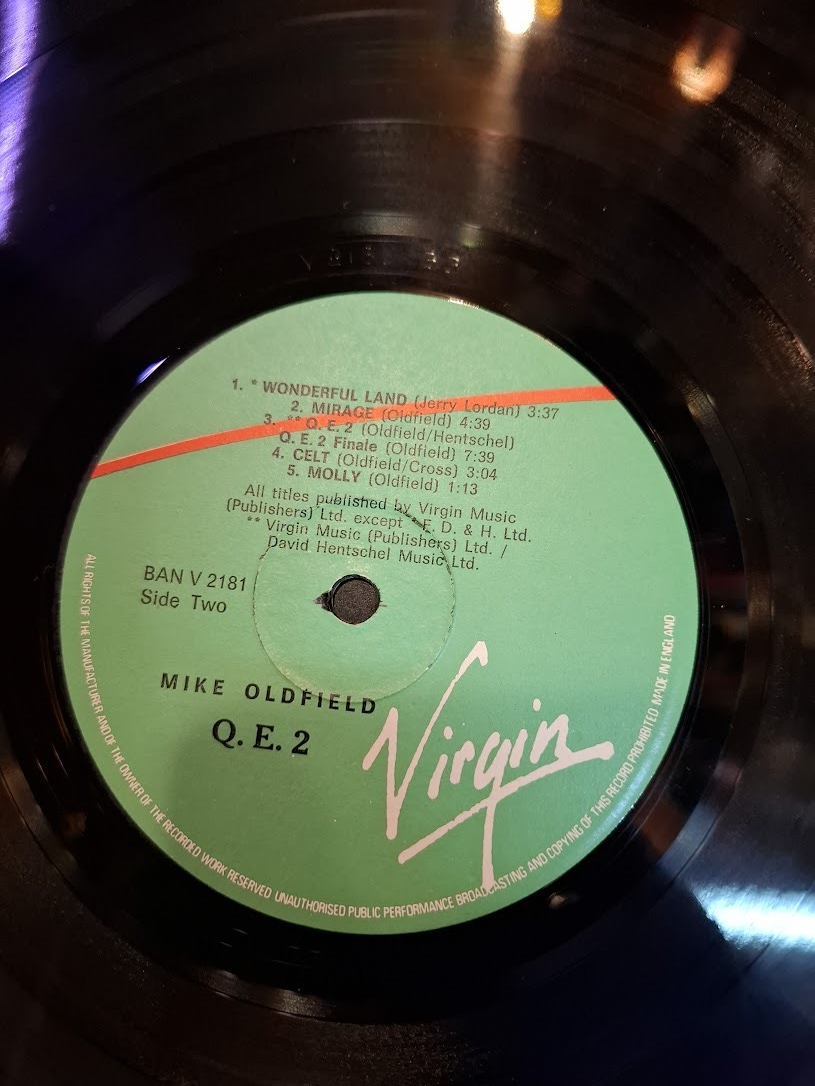 1. * WONDERFUL LAND (Jerry Lordan) 3:37
2. MIRAGE (Oldfield) 4:39
3. ** Q. E. 2 (Oldfield/Hentschel)
Q. E. 2 Finale (Oldfield) 7:39
4. CELT (Oldfield/Cross) 3:04
5. MOLLY (Oldfield) 1:13
All titles published by Virgin Music
(Publishers) Ltd. except * E. D. & H. Ltd.
** Virgin Music (Publishers) Ltd. /
David Hentschel Music Ltd.
BAN V 2181
Side Two
MIKE OLDFIELD
Q. E. 2
Virgin
ALL RIGHTS OF THE MANUFACTURER AND OF THE OWNER OF THE RECORDED WORK RESERVED UNAUTHORISED PUBLIC PERFORMANCE BROADCASTING AND COPYING OF THIS RECORD PROHIBITED MADE IN ENGLAND